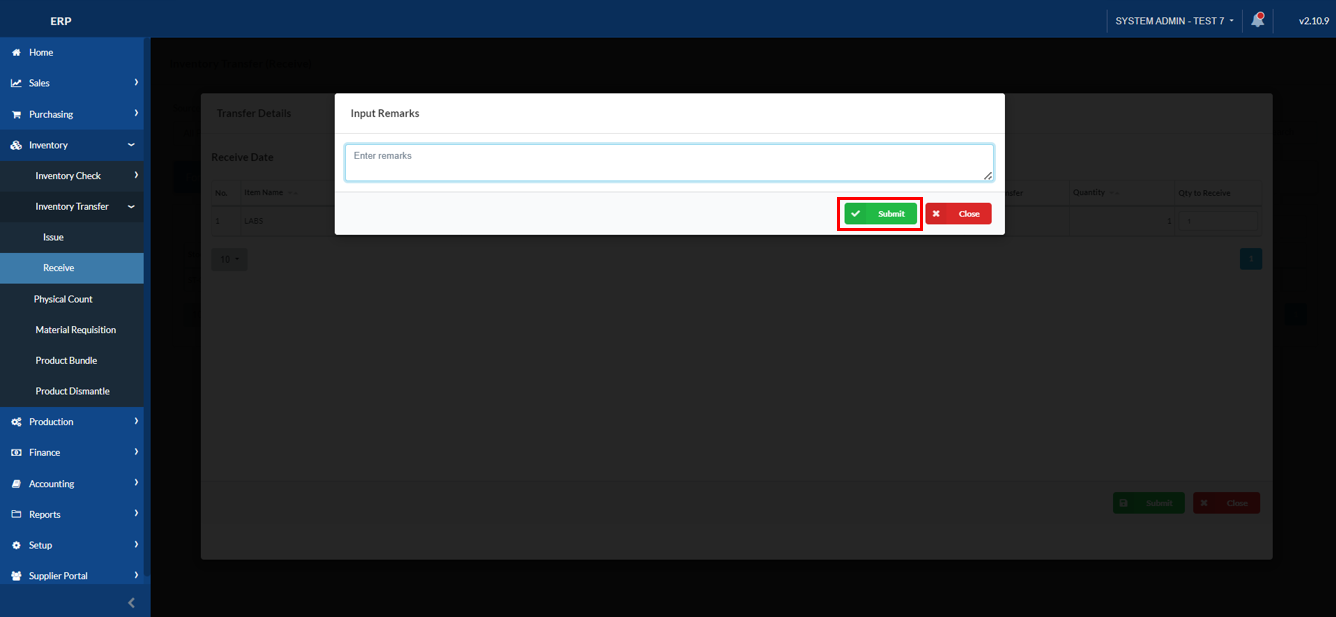 ERP
SYSTEM ADMIN - TEST 7
v2.10.9
Home
Sales
Purchasing
Inventory
Inventory Check
Inventory Transfer
Issue
Receive
Physical Count
Material Requisition
Product Bundle
Product Dismantle
Production
Finance
Accounting
Reports
Setup
Supplier Portal
Transfer Details
Receive Date
No. Item Name Quantity Qty to Receive
1 LABS 1 1
10
1
Submit Close
Input Remarks
Enter remarks
Submit Close